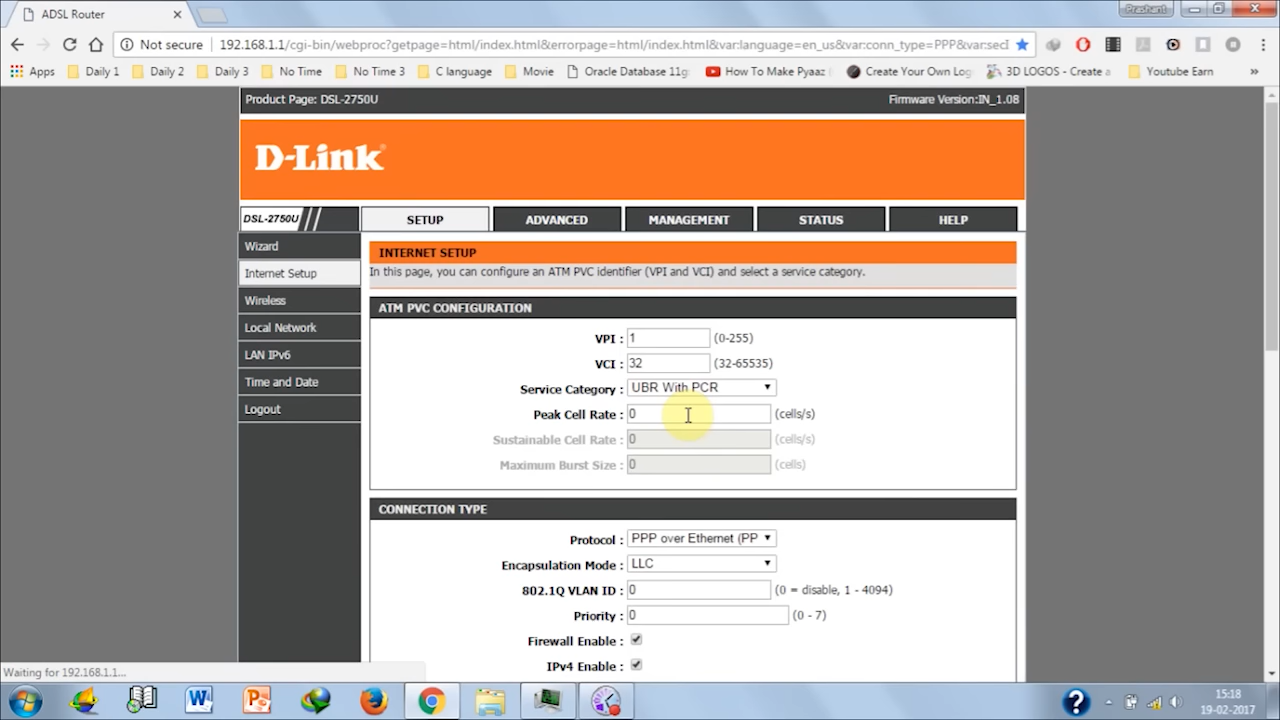 ADSL Router
Prashant
Not secure 192.168.1.1/cgi-bin/webproc?getpage=html/index.html&errorpage=html/index.html&var:language=en_us&var:conn_type=PPP&var:sec
Apps Daily 1 Daily 2 Daily 3 No Time No Time 3 C language Movie Oracle Database 11g How To Make Pyaaz Create Your Own Log 3D LOGOS - Create a Youtube Earn »
Product Page: DSL-2750U Firmware Version:IN_1.08
D-Link
DSL-2750U SETUP ADVANCED MANAGEMENT STATUS HELP
Wizard
Internet Setup
Wireless
Local Network
LAN IPv6
Time and Date
Logout
INTERNET SETUP
In this page, you can configure an ATM PVC identifier (VPI and VCI) and select a service category.
ATM PVC CONFIGURATION
VPI : 1 (0-255)
VCI : 32 (32-65535)
Service Category : UBR With PCR
Peak Cell Rate : 0 (cells/s)
Sustainable Cell Rate : 0 (cells/s)
Maximum Burst Size : 0 (cells)
CONNECTION TYPE
Protocol : PPP over Ethernet (PP
Encapsulation Mode : LLC
802.1Q VLAN ID : 0 (0 = disable, 1 - 4094)
Priority : 0 (0 - 7)
Firewall Enable :
IPv4 Enable :
Waiting for 192.168.1.1...
15:18
19-02-2017